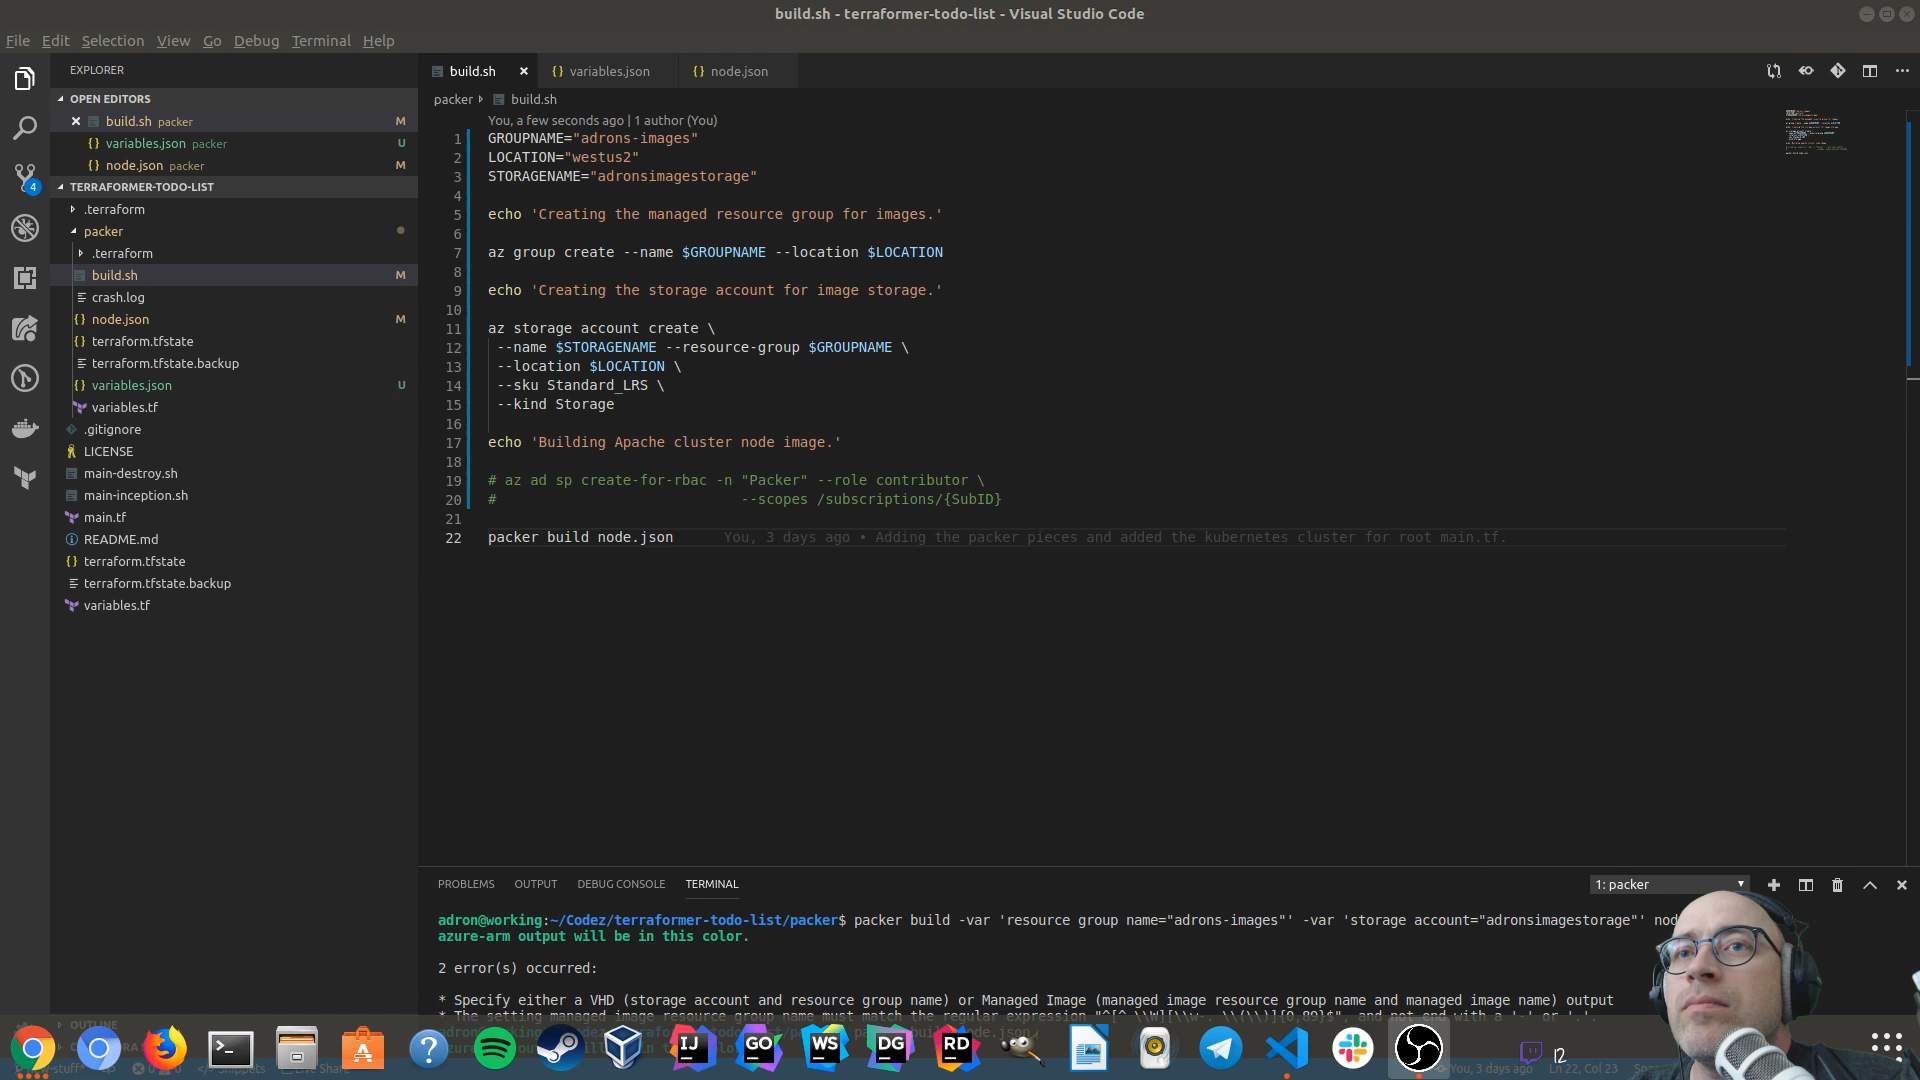 build.sh - terraformer-todo-list - Visual Studio Code
File Edit Selection View Go Debug Terminal Help
EXPLORER
OPEN EDITORS
build.sh packer M
variables.json packer U
node.json packer M
TERRAFORMER-TODO-LIST
.terraform
packer
.terraform
build.sh M
crash.log
node.json M
terraform.tfstate
terraform.tfstate.backup
variables.json U
variables.tf
.gitignore
LICENSE
main-destroy.sh
main-inception.sh
main.tf
README.md
terraform.tfstate
terraform.tfstate.backup
variables.tf
OUTLINE
4
build.sh variables.json node.json
packer build.sh
You, a few seconds ago | 1 author (You)
1 GROUPNAME="adrons-images"
2 LOCATION="westus2"
3 STORAGENAME="adronsimagestorage"
4
5 echo 'Creating the managed resource group for images.'
6
7 az group create --name $GROUPNAME --location $LOCATION
8
9 echo 'Creating the storage account for image storage.'
10
11 az storage account create \
12 --name $STORAGENAME --resource-group $GROUPNAME \
13 --location $LOCATION \
14 --sku Standard_LRS \
15 --kind Storage
16
17 echo 'Building Apache cluster node image.'
18
19 # az ad sp create-for-rbac -n "Packer" --role contributor \
20 # --scopes /subscriptions/{SubID}
21
22 packer build node.json You, 3 days ago • Adding the packer pieces and added the kubernetes cluster for root main.tf.
PROBLEMS OUTPUT DEBUG CONSOLE TERMINAL
1: packer
adron@working:~/Codez/terraformer-todo-list/packer$ packer build -var 'resource group name="adrons-images"' -var 'storage account="adronsimagestorage"'
azure-arm output will be in this color.
2 error(s) occurred:
* Specify either a VHD (storage account and resource group name) or Managed Image (managed image resource group name and managed image name) output
* The setting managed image resource group name must match the regular expression
IJ GO WS DG RD
12
You, 3 days ago Ln 22, Col 23